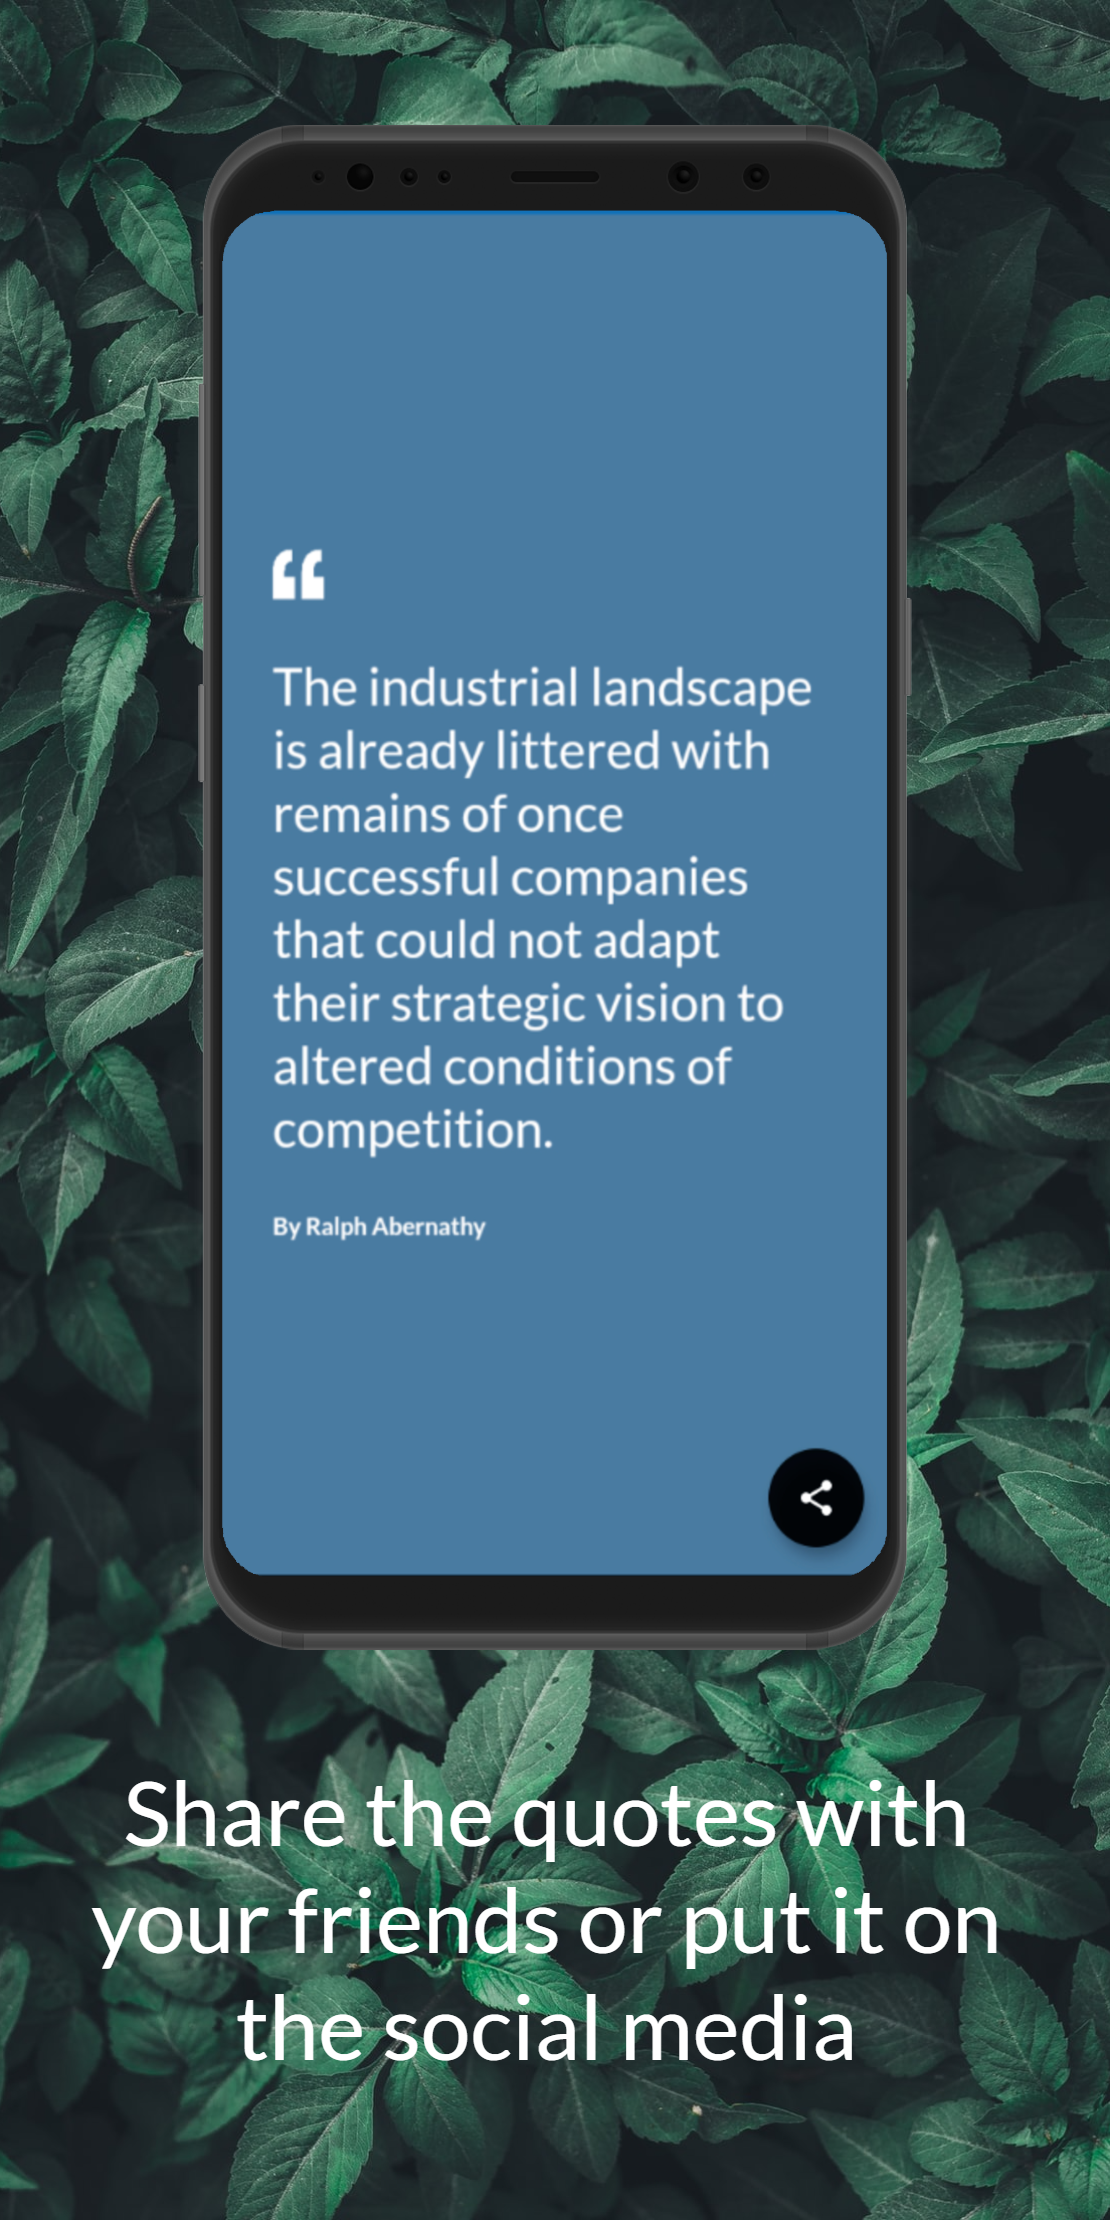 “
The industrial landscape
is already littered with
remains of once
successful companies
that could not adapt
their strategic vision to
altered conditions of
competition.
By Ralph Abernathy
Share the quotes with
your friends or put it on
the social media